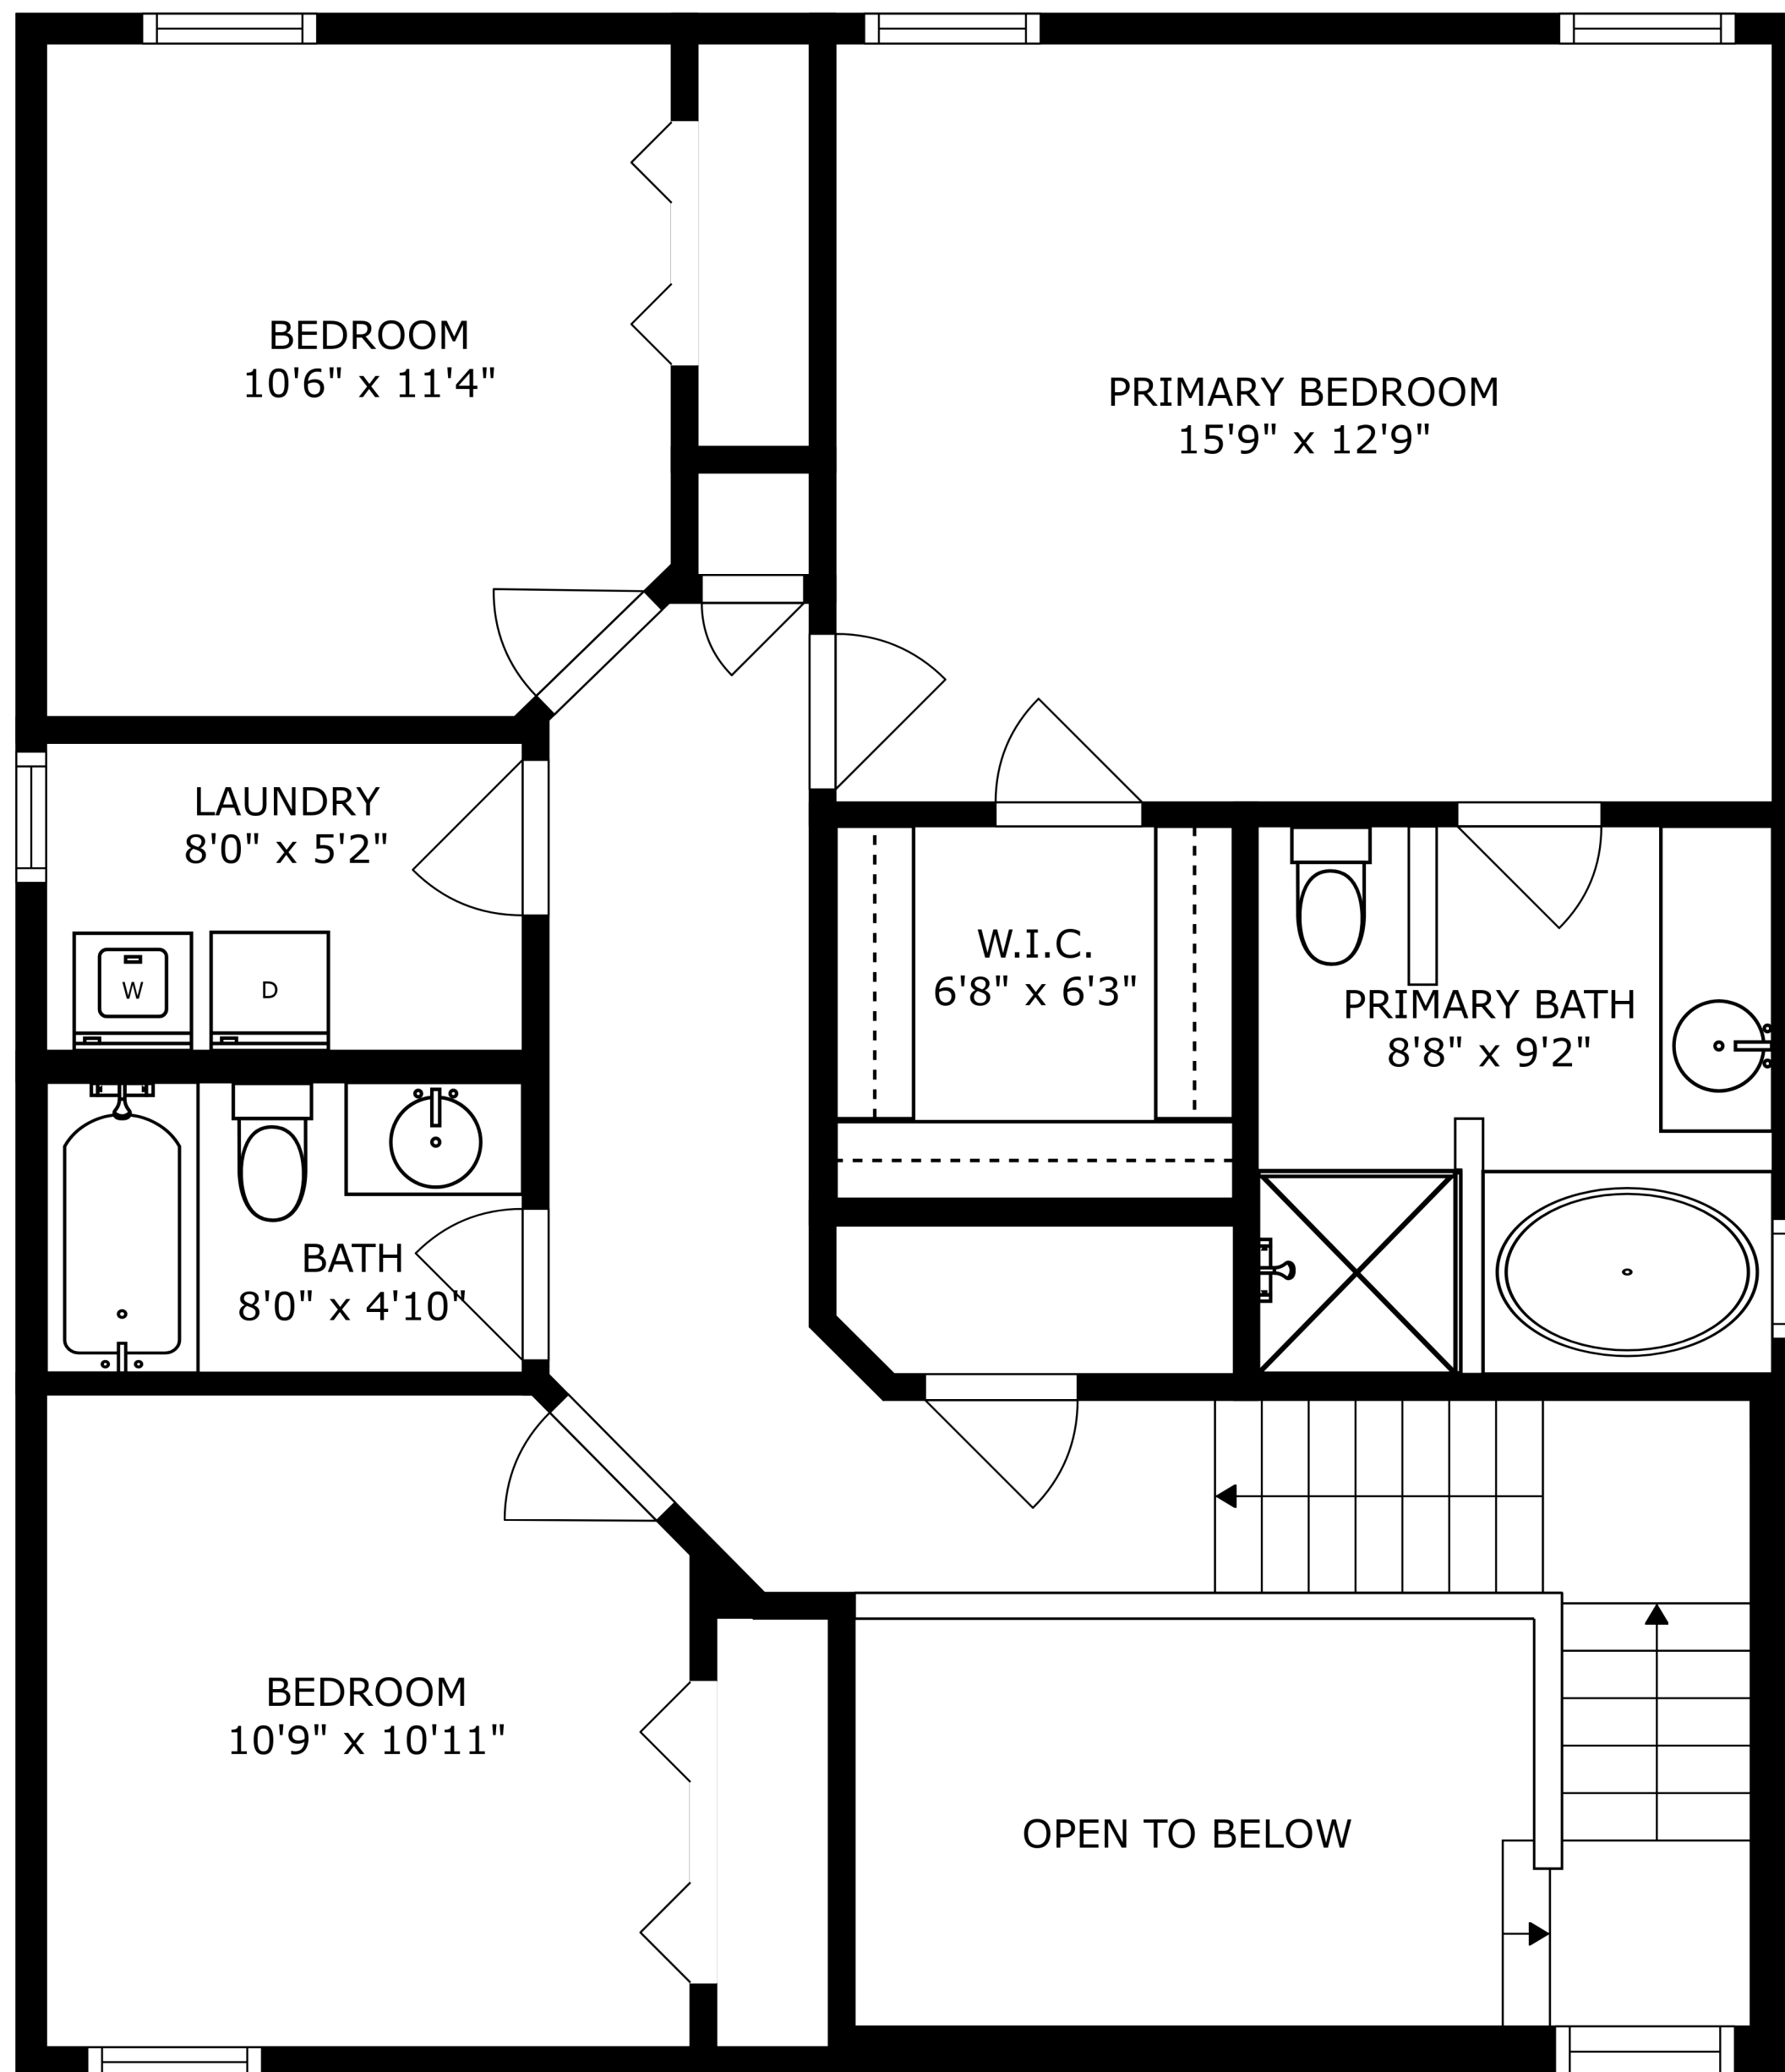 BEDROOM
10'6" x 11'4"
PRIMARY BEDROOM
15'9" x 12'9"
LAUNDRY
8'0" x 5'2"
W
D
W.I.C.
6'8" x 6'3"
PRIMARY BATH
8'8" x 9'2"
BATH
8'0" x 4'10"
BEDROOM
10'9" x 10'11"
OPEN TO BELOW